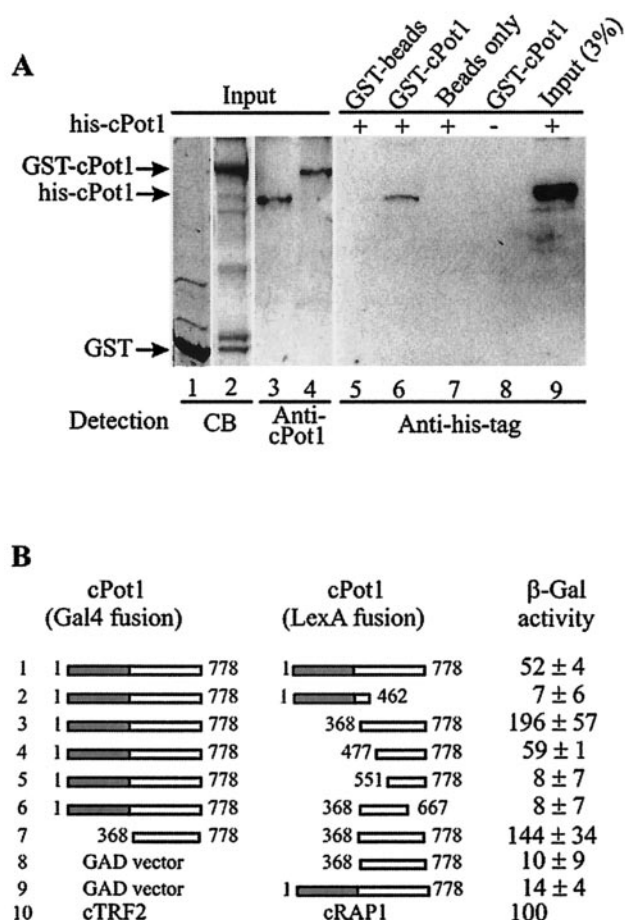 A
GST-beads
GST-cPot1
Beads only
GST-cPot1
Input (3%)
Input
his-cPot1 + + + - +
GST-cPot1
his-cPot1
GST
1 2 3 4 5 6 7 8 9
Detection CB Anti-cPot1 Anti-his-tag
B
cPot1 cPot1 β-Gal
(Gal4 fusion) (LexA fusion) activity
1 1 778 1 778 52 ± 4
2 1 778 1 462 7 ± 6
3 1 778 368 778 196 ± 57
4 1 778 477 778 59 ± 1
5 1 778 551 778 8 ± 7
6 1 778 368 667 8 ± 7
7 368 778 368 778 144 ± 34
8 GAD vector 368 778 10 ± 9
9 GAD vector 1 778 14 ± 4
10 cTRF2 cRAP1 100